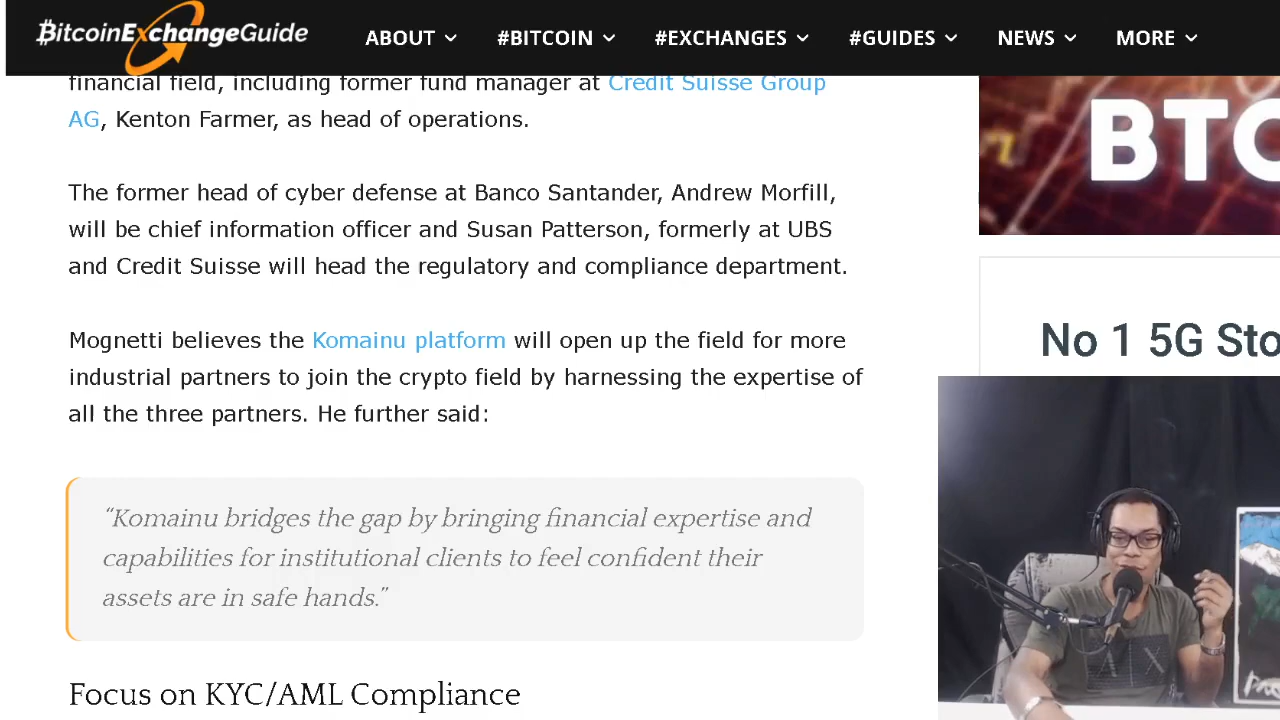 BitcoinExchangeGuide
ABOUT #BITCOIN #EXCHANGES #GUIDES NEWS MORE
financial field, including former fund manager at Credit Suisse Group
AG, Kenton Farmer, as head of operations.
The former head of cyber defense at Banco Santander, Andrew Morfill,
will be chief information officer and Susan Patterson, formerly at UBS
and Credit Suisse will head the regulatory and compliance department.
Mognetti believes the Komainu platform will open up the field for more
industrial partners to join the crypto field by harnessing the expertise of
all the three partners. He further said:
“Komainu bridges the gap by bringing financial expertise and
capabilities for institutional clients to feel confident their
assets are in safe hands.”
Focus on KYC/AML Compliance
BTC
No 1 5G Sto